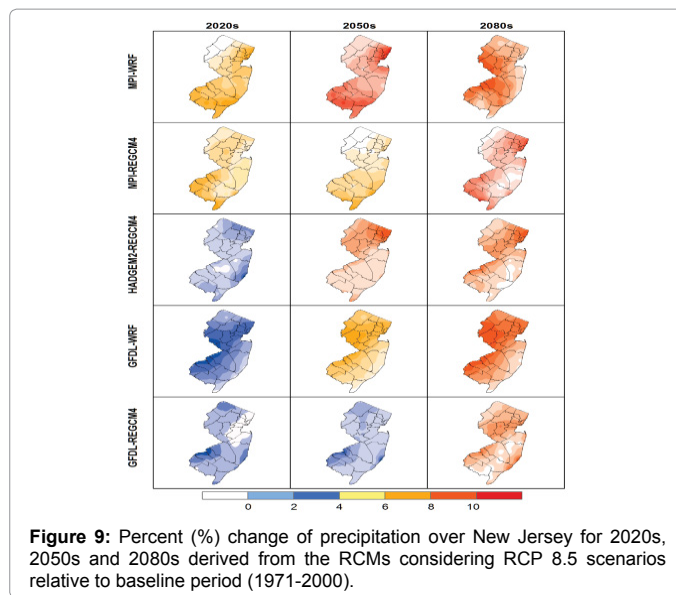 2020s 2050s 2080s
MPI-WRF
MPI-REGCM4
HADGEM2-REGCM4
GFDL-WRF
GFDL-REGCM4
0 2 4 6 8 10
Figure 9: Percent (%) change of precipitation over New Jersey for 2020s,
2050s and 2080s derived from the RCMs considering RCP 8.5 scenarios
relative to baseline period (1971-2000).